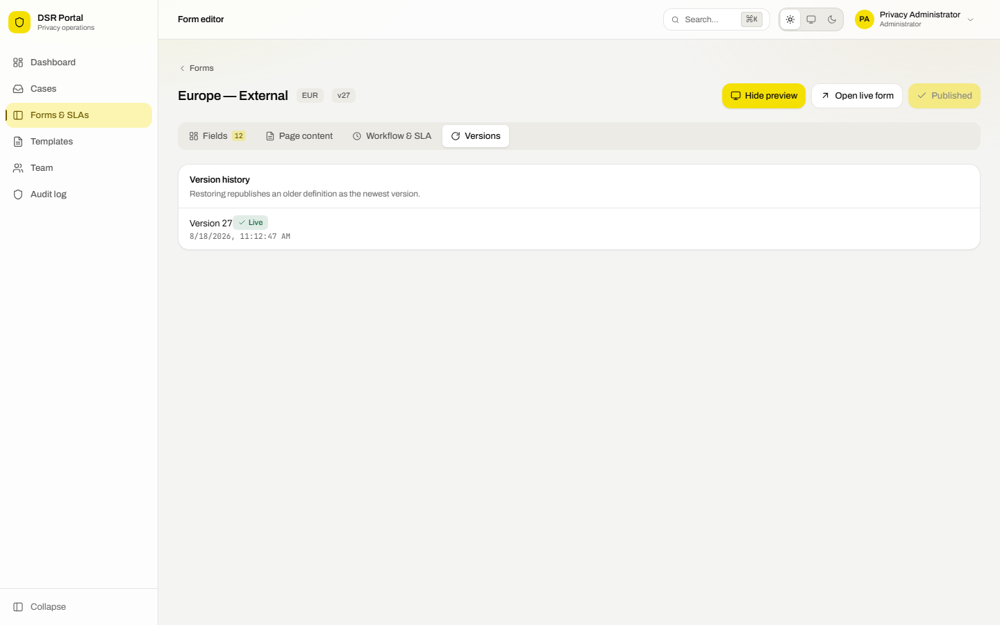 DSR Portal
Privacy operations
Dashboard
Cases
Forms & SLAs
Templates
Team
Audit log
Collapse
Form editor
Search...
⌘K
PA
Privacy Administrator
Administrator
Forms
Europe — External
EUR
v27
Hide preview
Open live form
Published
Fields 12
Page content
Workflow & SLA
Versions
Version history
Restoring republishes an older definition as the newest version.
Version 27 Live
8/18/2026, 11:12:47 AM